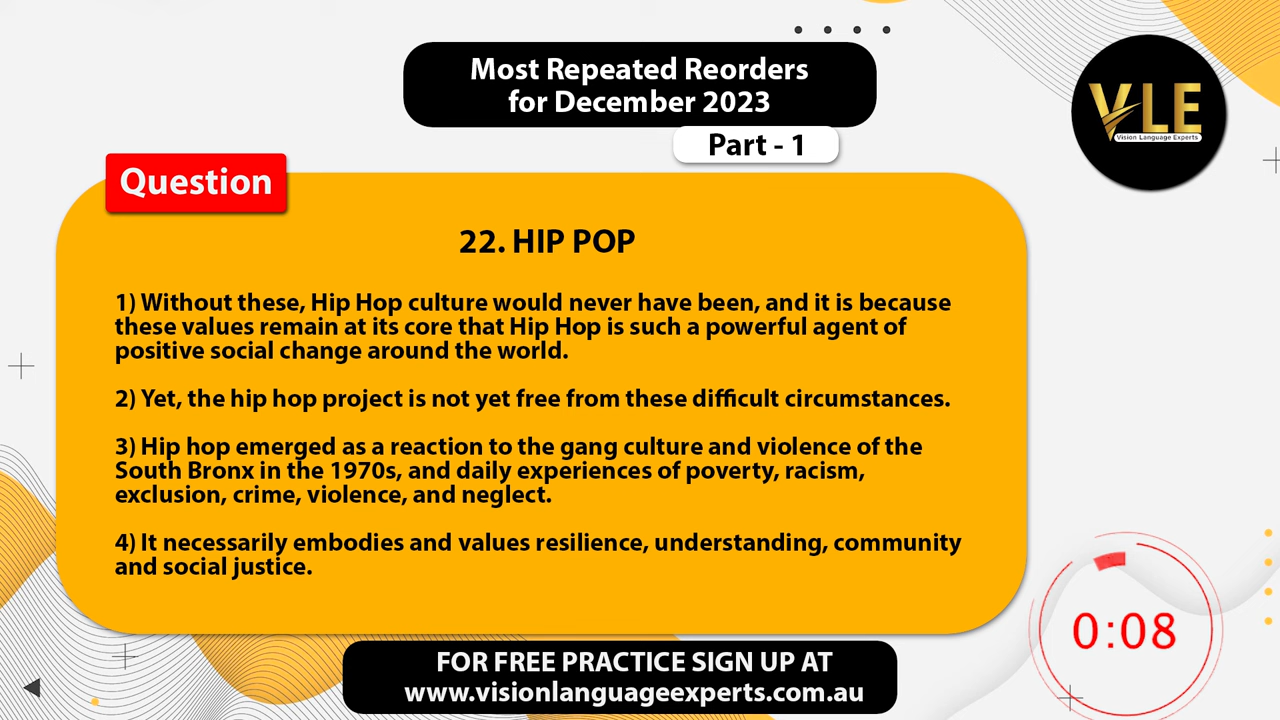 Most Repeated Reorders
for December 2023
Part - 1
VLE
Vision Language Experts
Question
22. HIP POP
1) Without these, Hip Hop culture would never have been, and it is because
these values remain at its core that Hip Hop is such a powerful agent of
positive social change around the world.
2) Yet, the hip hop project is not yet free from these difficult circumstances.
3) Hip hop emerged as a reaction to the gang culture and violence of the
South Bronx in the 1970s, and daily experiences of poverty, racism,
exclusion, crime, violence, and neglect.
4) It necessarily embodies and values resilience, understanding, community
and social justice.
0:08
FOR FREE PRACTICE SIGN UP AT
www.visionlanguageexperts.com.au